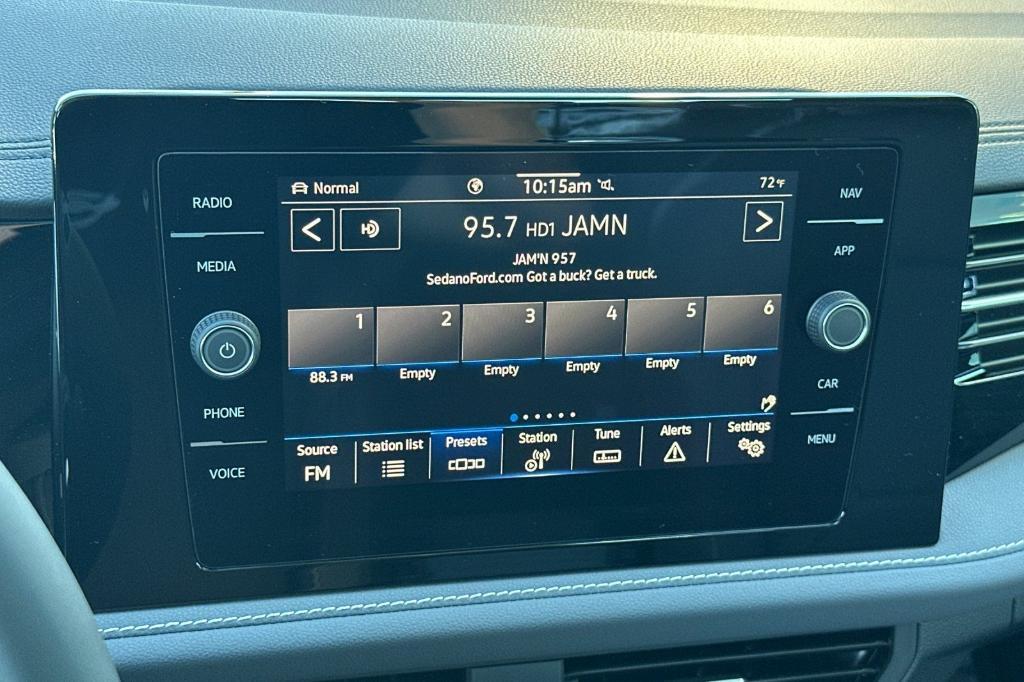 RADIO
MEDIA
PHONE
VOICE
Normal 10:15am 72°F
HD
95.7 HD1 JAMN
JAM'N 957
SedanoFord.com Got a buck? Get a truck.
1 2 3 4 5 6
88.3 FM Empty Empty Empty Empty Empty
Source Station list Presets Station Tune Alerts Settings
FM
NAV
APP
CAR
MENU